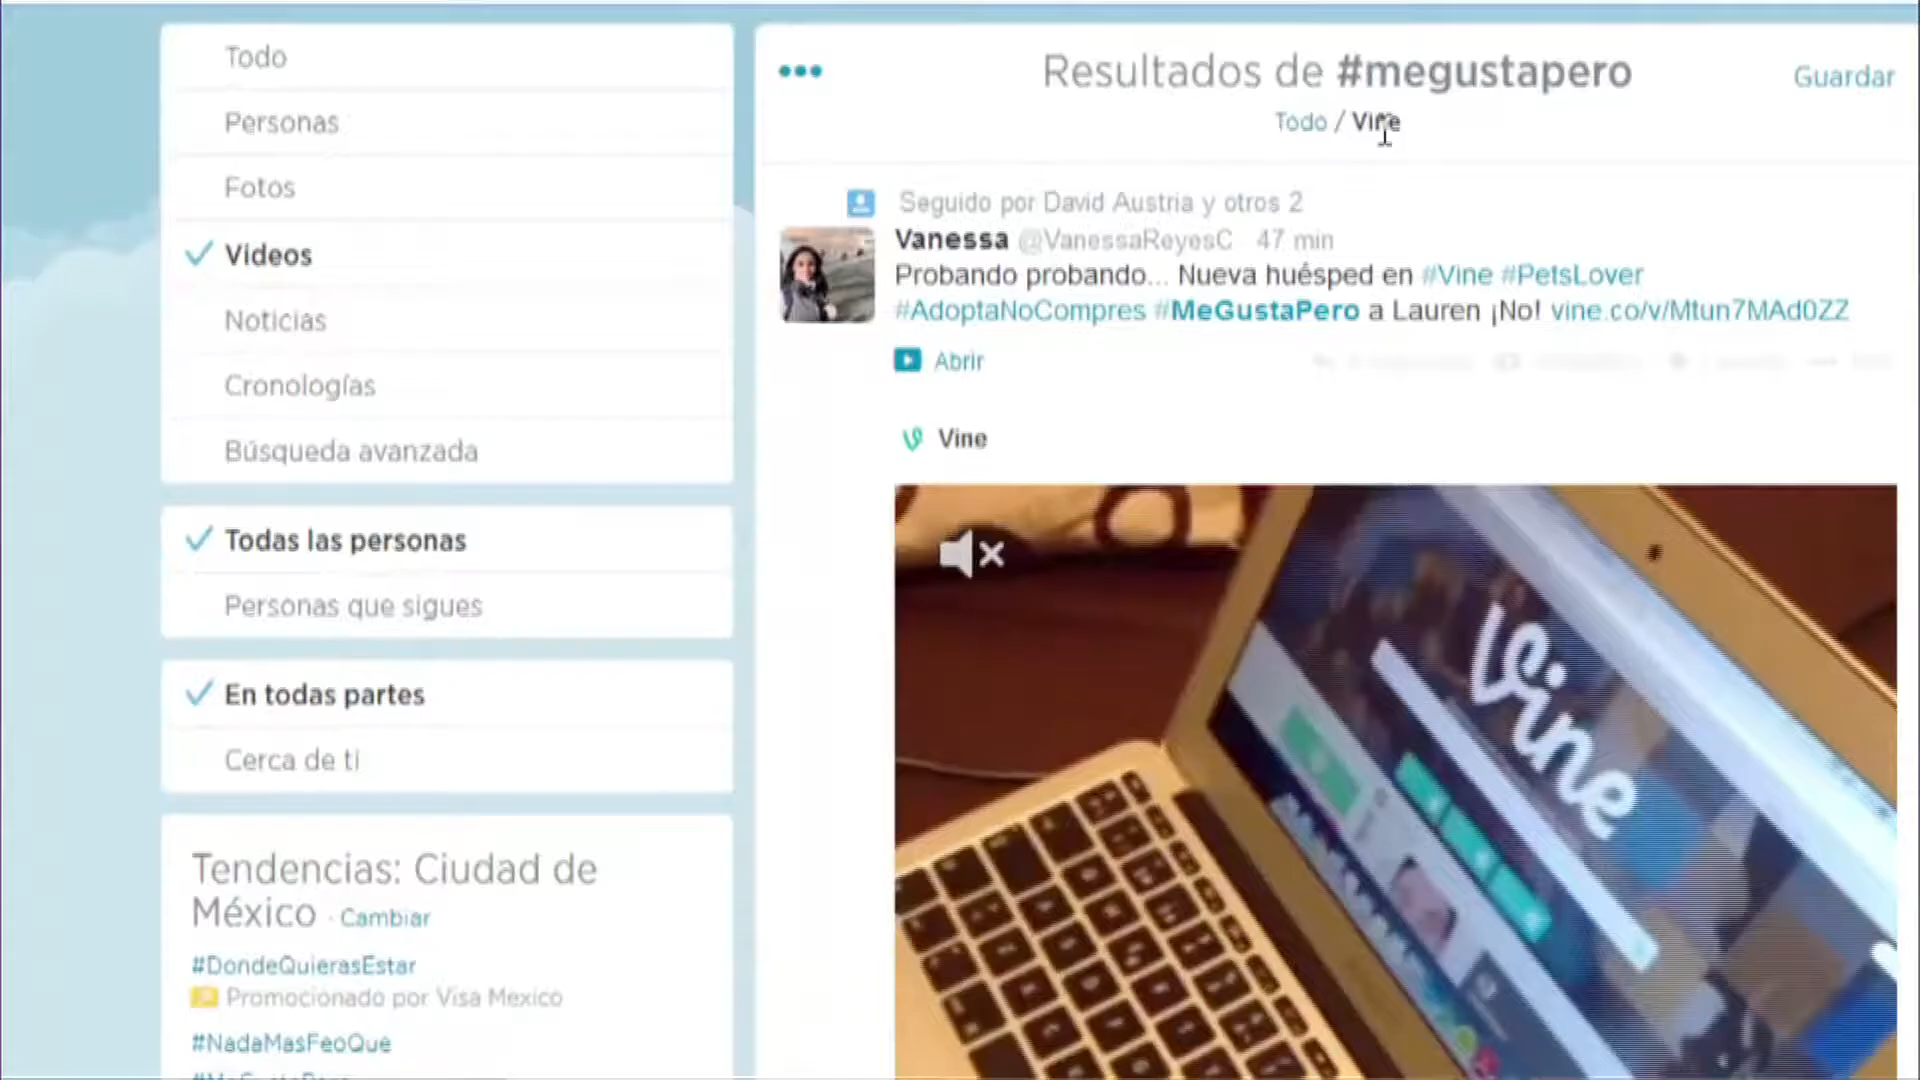 Todo
Personas
Fotos
Videos
Noticias
Cronologías
Búsqueda avanzada
Todas las personas
Personas que sigues
En todas partes
Cerca de ti
Tendencias: Ciudad de
México · Cambiar
#DondeQuierasEstar
Promocionado por Visa Mexico
#NadaMasFeoQue
Resultados de #megustapero
Guardar
Todo / Vine
Seguido por David Austria y otros 2
Vanessa @VanessaReyesC 47 min
Probando probando... Nueva huésped en #Vine #PetsLover
#AdoptaNoCompres #MeGustaPero a Lauren ¡No! vine.co/v/Mtun7MAd0ZZ
Abrir
Vine
Vine